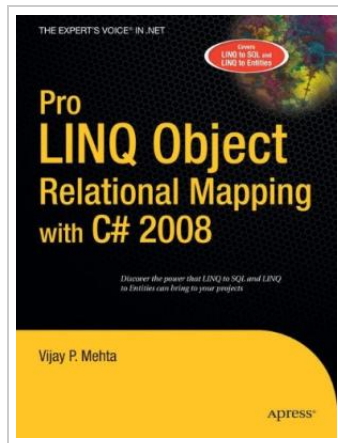 THE EXPERT'S VOICE® IN .NET
Covers
LINQ to SQL and
LINQ to Entities
Pro
LINQ Object
Relational Mapping
with C# 2008
Discover the power that LINQ to SQL and LINQ
to Entities can bring to your projects
Vijay P. Mehta
Apress®